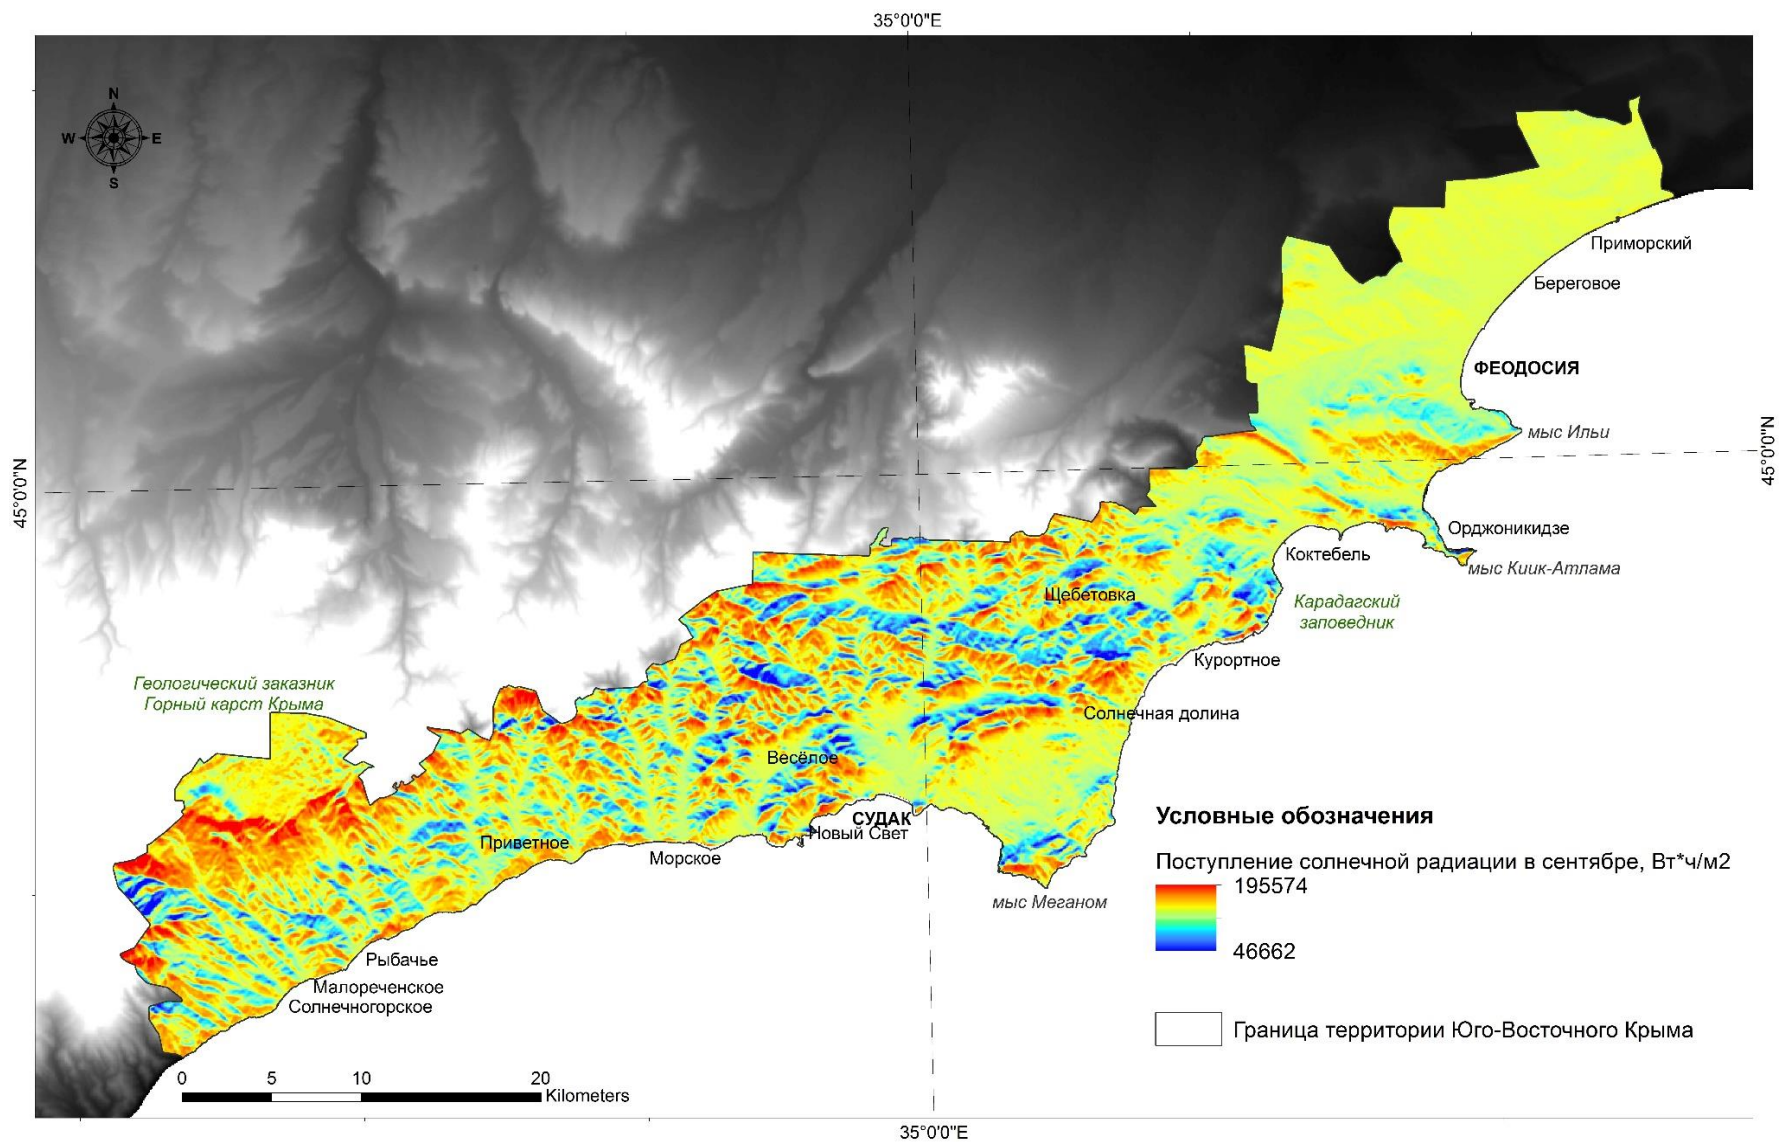 35°0'0"E
N
W
E
S
Приморский
Береговое
ФЕОДОСИЯ
мыс Ильи
45°0'0"N
45°0'0"N
Орджоникидзе
Коктебель
мыс Киик-Атлама
Щебетовка
Карадагский
заповедник
Курортное
Геологический заказник
Горный карст Крыма
Солнечная долина
Весёлое
СУДАК
Новый Свет
Приветное
Морское
мыс Меганом
Рыбачье
Малореченское
Солнечногорское
Условные обозначения
Поступление солнечной радиации в сентябре, Вт*ч/м2
195574
46662
Граница территории Юго-Восточного Крыма
0 5 10 20
Kilometers
35°0'0"E